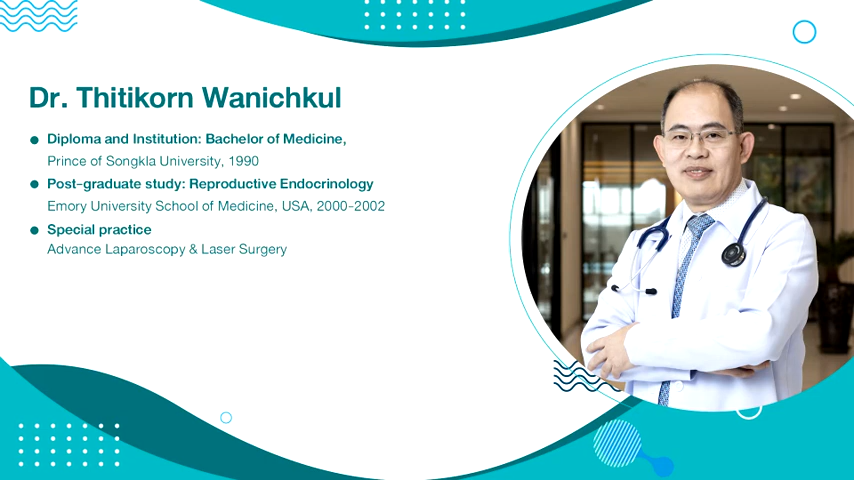 Dr. Thitikorn Wanichkul
Diploma and Institution: Bachelor of Medicine,
Prince of Songkla University, 1990
Post-graduate study: Reproductive Endocrinology
Emory University School of Medicine, USA, 2000-2002
Special practice
Advance Laparoscopy & Laser Surgery